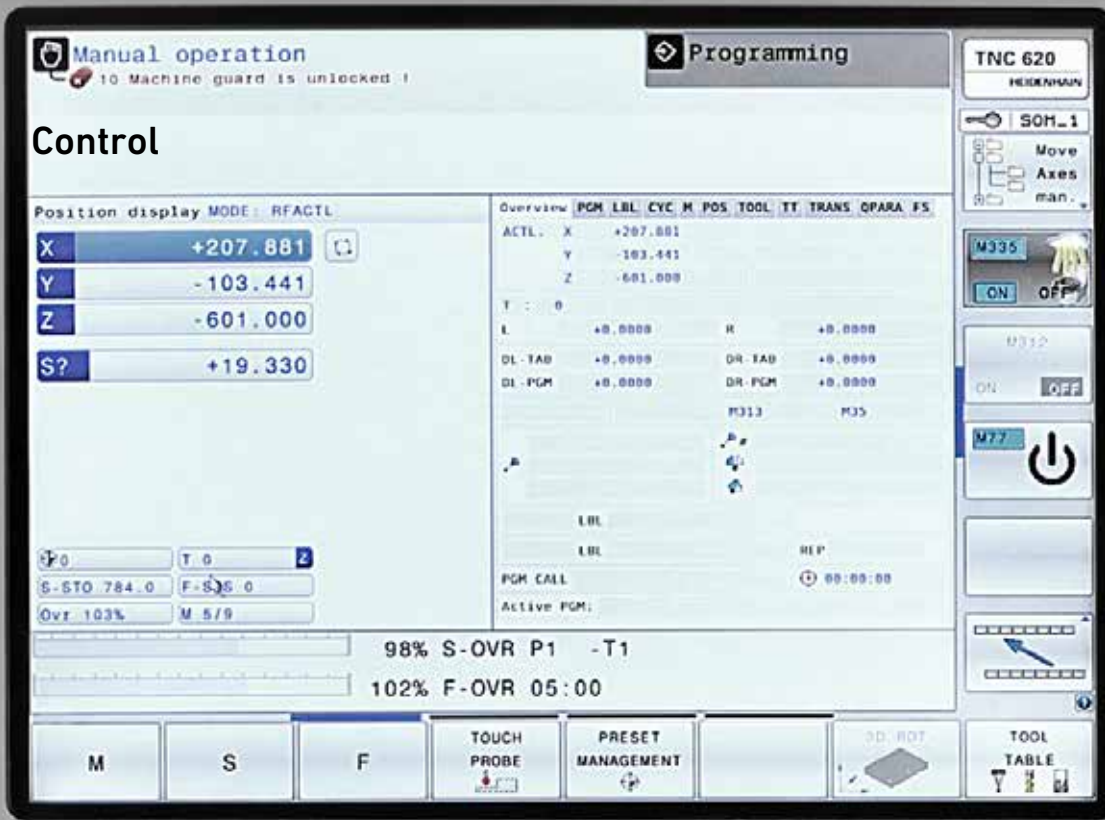 Manual operation
10 Machine guard is unlocked !
Programming
TNC 620
HEIDENHAIN
Control
SOM_1
Move
Axes
man.
Position display MODE: RFACTL
X +207.881
Y -103.441
Z -601.000
S? +19.330
Overview PGM LBL CYC M POS TOOL TT TRANS QPARA FS
ACTL. X +207.881
Y -103.441
Z -601.000
T : 0
L +0.0000 R +0.0000
DL-TAB +0.0000 DR-TAB +0.0000
DL-PGM +0.0000 DR-PGM +0.0000
M313 M35
LBL
LBL REP
PGM CALL 00:00:00
Active PGM:
0 T 0 Z
S-STO 784.0 F-SOS 0
Ovr 103% M 5/9
98% S-OVR P1 -T1
102% F-OVR 05:00
M335
ON OFF
M312
ON OFF
M77
M
S
F
TOUCH
PROBE
PRESET
MANAGEMENT
3D ROT
TOOL
TABLE